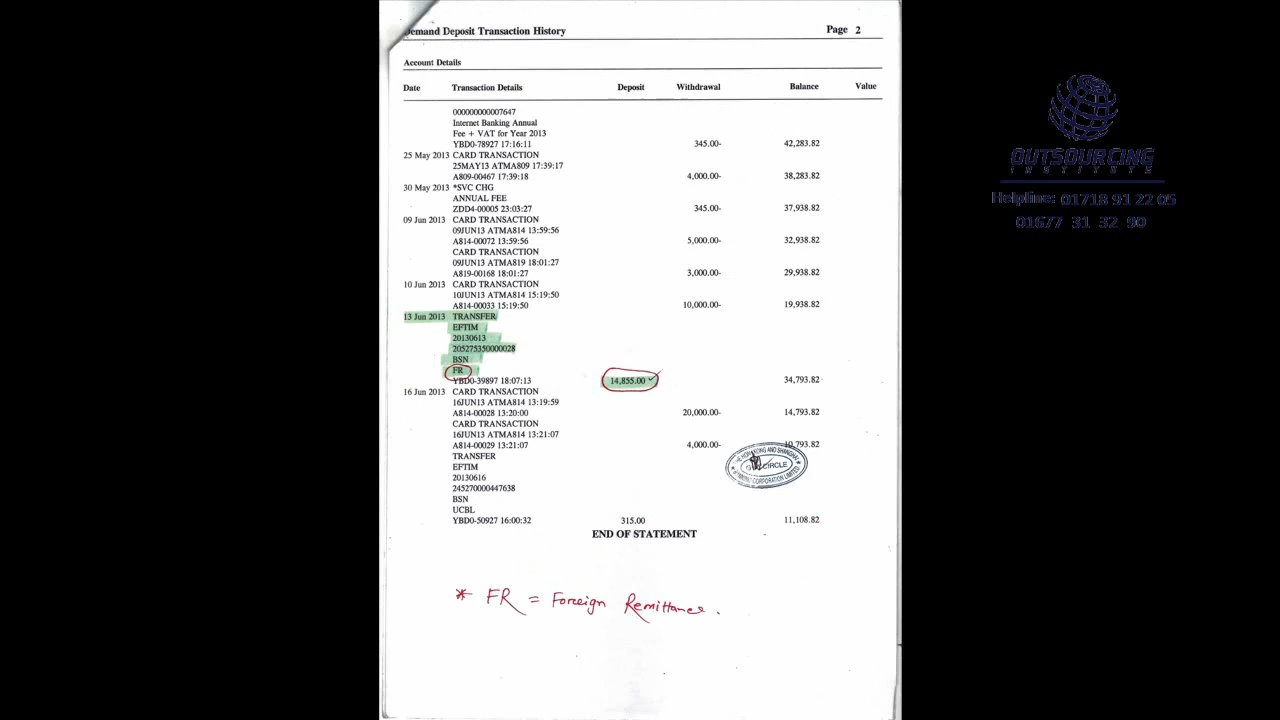 Demand Deposit Transaction History Page 2
Account Details
Date Transaction Details Deposit Withdrawal Balance Value
000000000007647
Internet Banking Annual
Fee + VAT for Year 2013
YBD0-78927 17:16:11 345.00- 42,283.82
25 May 2013 CARD TRANSACTION
25MAY13 ATMA809 17:39:17
A809-00467 17:39:18 4,000.00- 38,283.82
30 May 2013 *SVC CHG
ANNUAL FEE
ZDD4-00005 23:03:27 345.00- 37,938.82
09 Jun 2013 CARD TRANSACTION
09JUN13 ATMA814 13:59:56
A814-00072 13:59:56 5,000.00- 32,938.82
CARD TRANSACTION
09JUN13 ATMA819 18:01:27
A819-00168 18:01:27 3,000.00- 29,938.82
10 Jun 2013 CARD TRANSACTION
10JUN13 ATMA814 15:19:50
A814-00033 15:19:50 10,000.00- 19,938.82
13 Jun 2013 TRANSFER
EFTIM
20130613
205275350000028
BSN
FR
YBD0-39897 18:07:13 14,855.00 34,793.82
16 Jun 2013 CARD TRANSACTION
16JUN13 ATMA814 13:19:59
A814-00028 13:20:00 20,000.00- 14,793.82
CARD TRANSACTION
16JUN13 ATMA814 13:21:07
A814-00029 13:21:07 4,000.00- 10,793.82
TRANSFER
EFTIM
20130616
245270000447638
BSN
UCBL
YBD0-50927 16:00:32 315.00 11,108.82
END OF STATEMENT
HONGKONG AND SHANGHAI
CIRCLE
CORPORATION LIMITED
* FR = Foreign Remittance.
OUTSOURCING
INSTITUTE
Helpline: 01718 91 22 05
01677 31 32 90